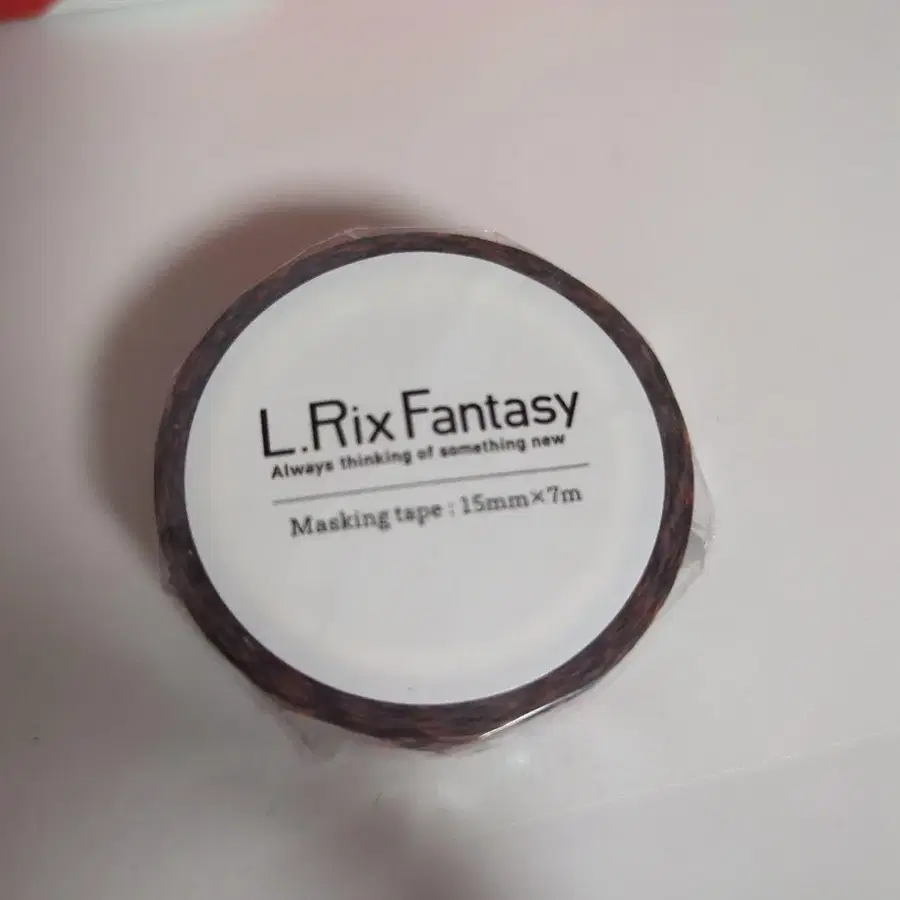 L.Rix Fantasy
Always thinking of something new
Masking tape : 15mm×7m